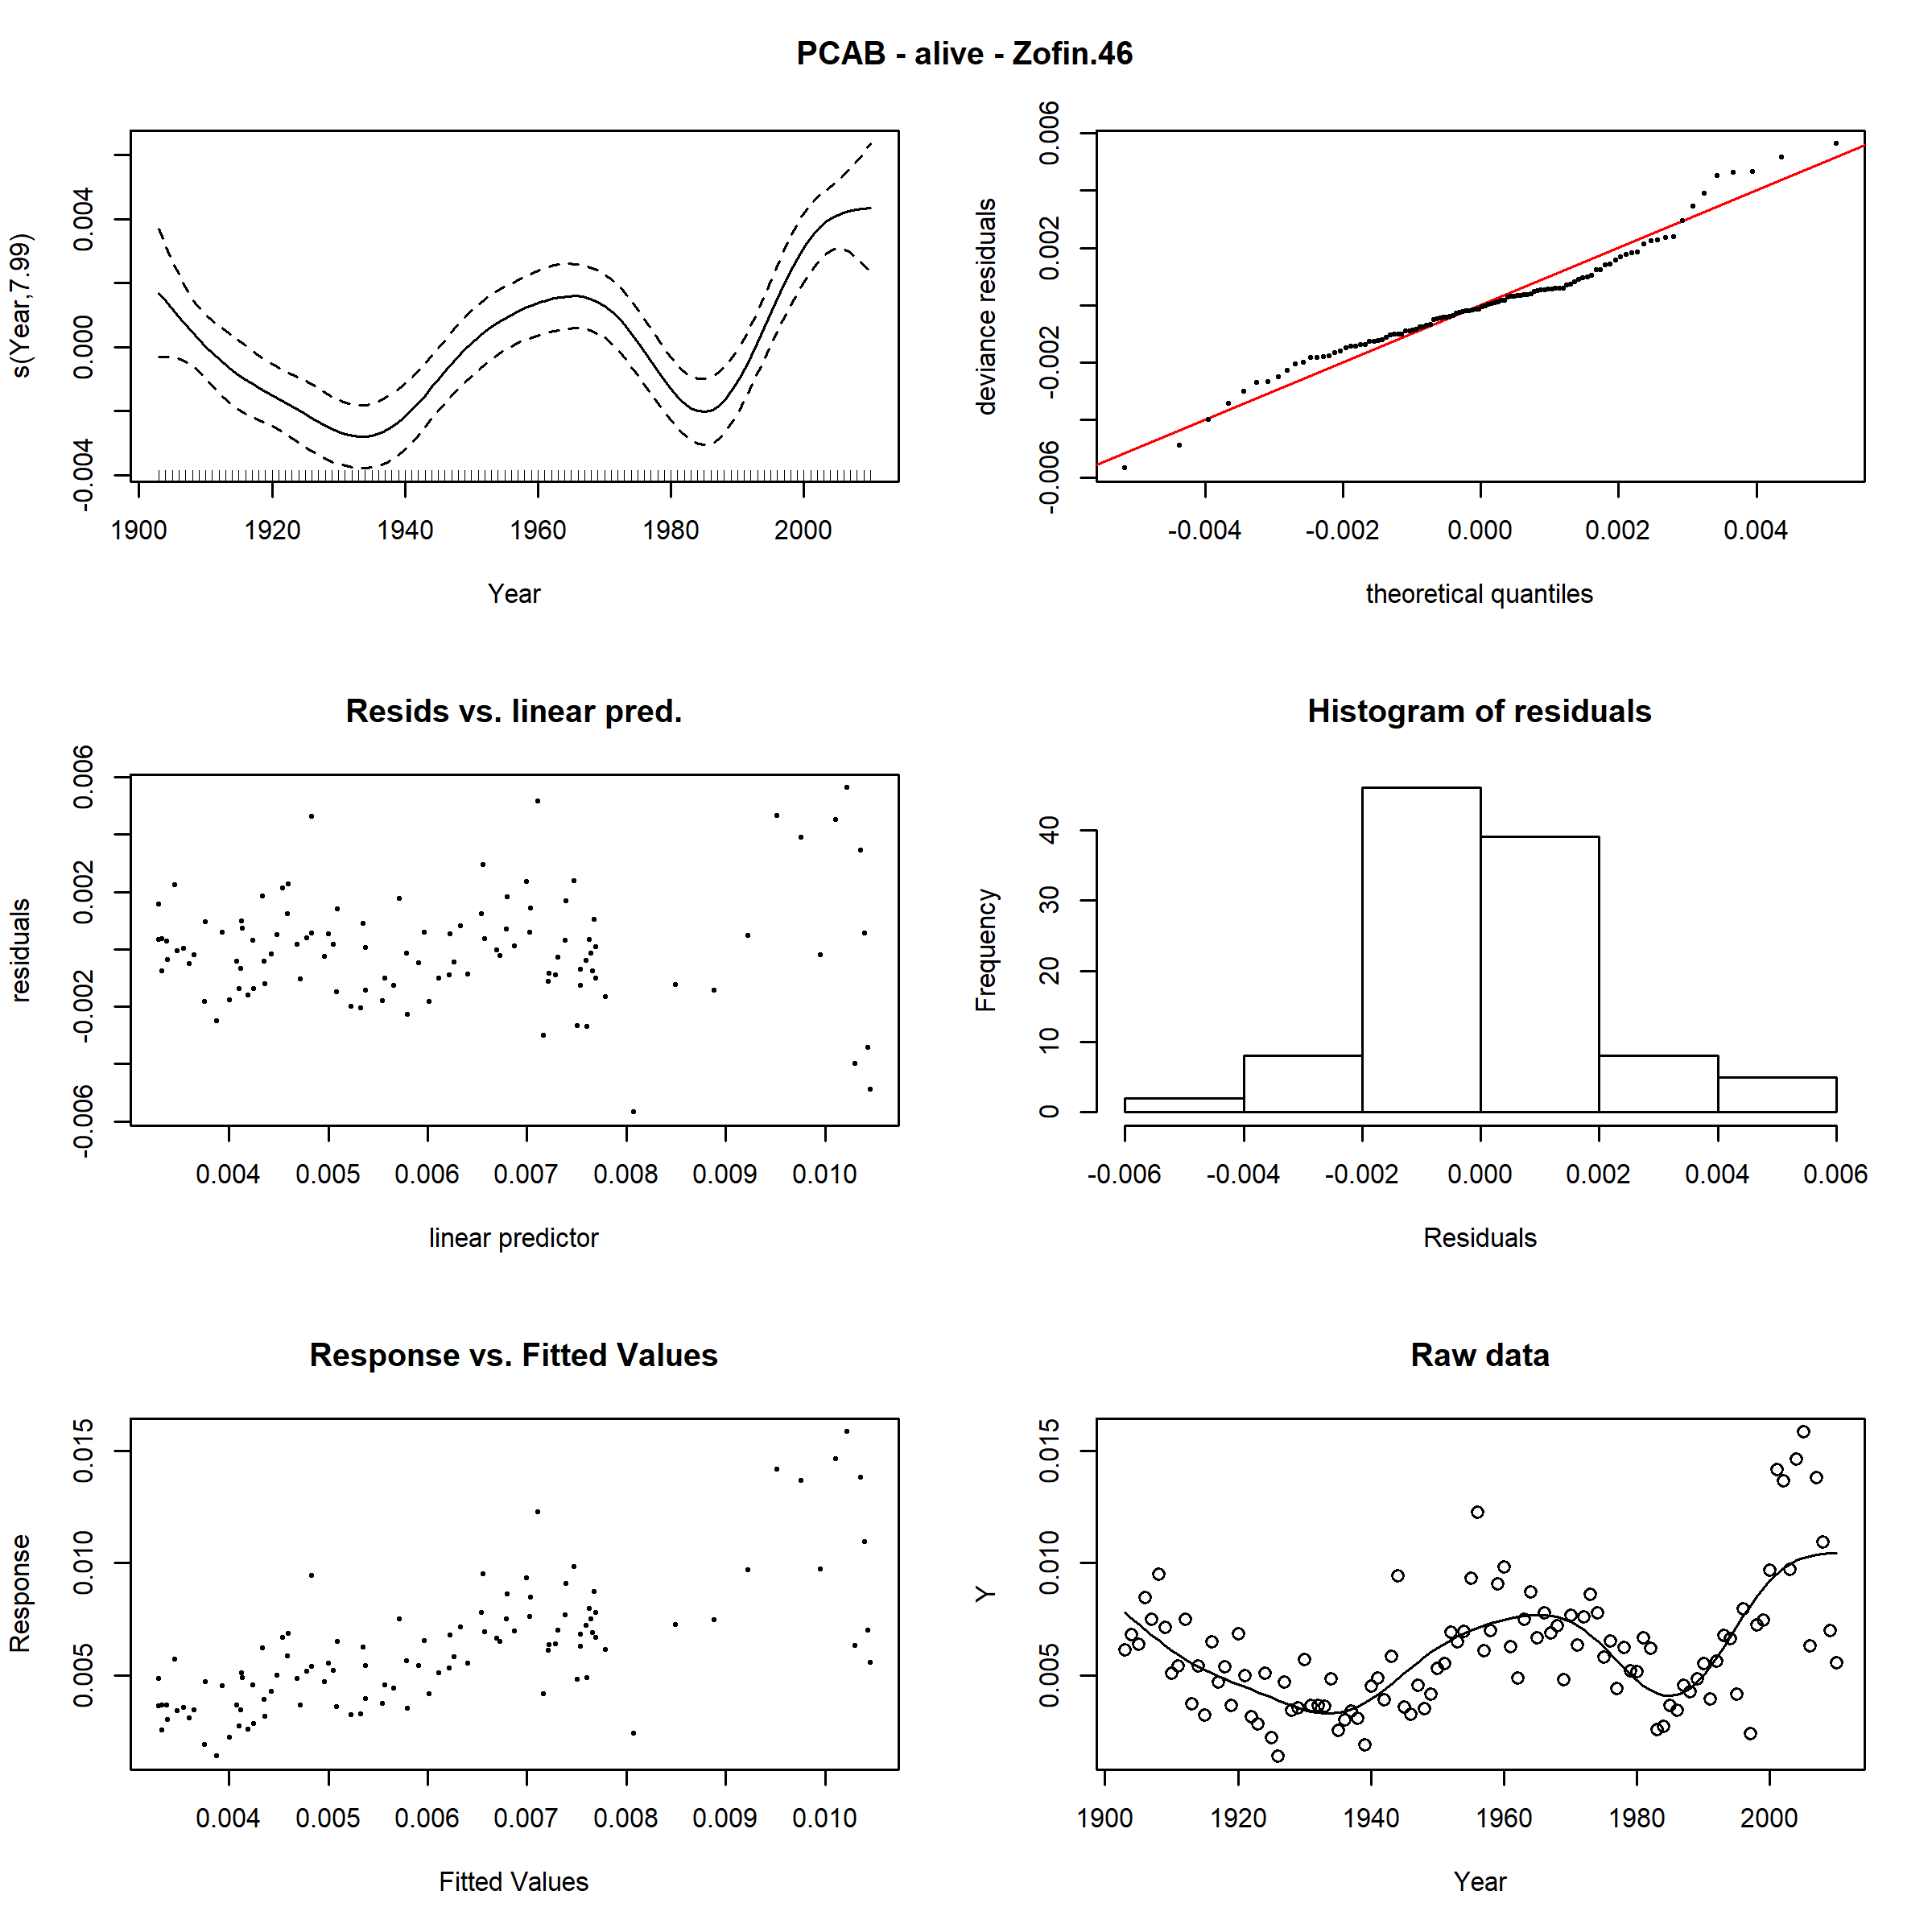 PCAB - alive - Zofin.46
s(Year,7.99)
-0.004 0.000 0.004
1900 1920 1940 1960 1980 2000
Year
deviance residuals
-0.006 -0.002 0.002 0.006
-0.004 -0.002 0.000 0.002 0.004
theoretical quantiles
Resids vs. linear pred.
residuals
-0.006 -0.002 0.002 0.006
0.004 0.005 0.006 0.007 0.008 0.009 0.010
linear predictor
Histogram of residuals
Frequency
0 10 20 30 40
-0.006 -0.004 -0.002 0.000 0.002 0.004 0.006
Residuals
Response vs. Fitted Values
Response
0.005 0.010 0.015
0.004 0.005 0.006 0.007 0.008 0.009 0.010
Fitted Values
Raw data
Y
0.005 0.010 0.015
1900 1920 1940 1960 1980 2000
Year